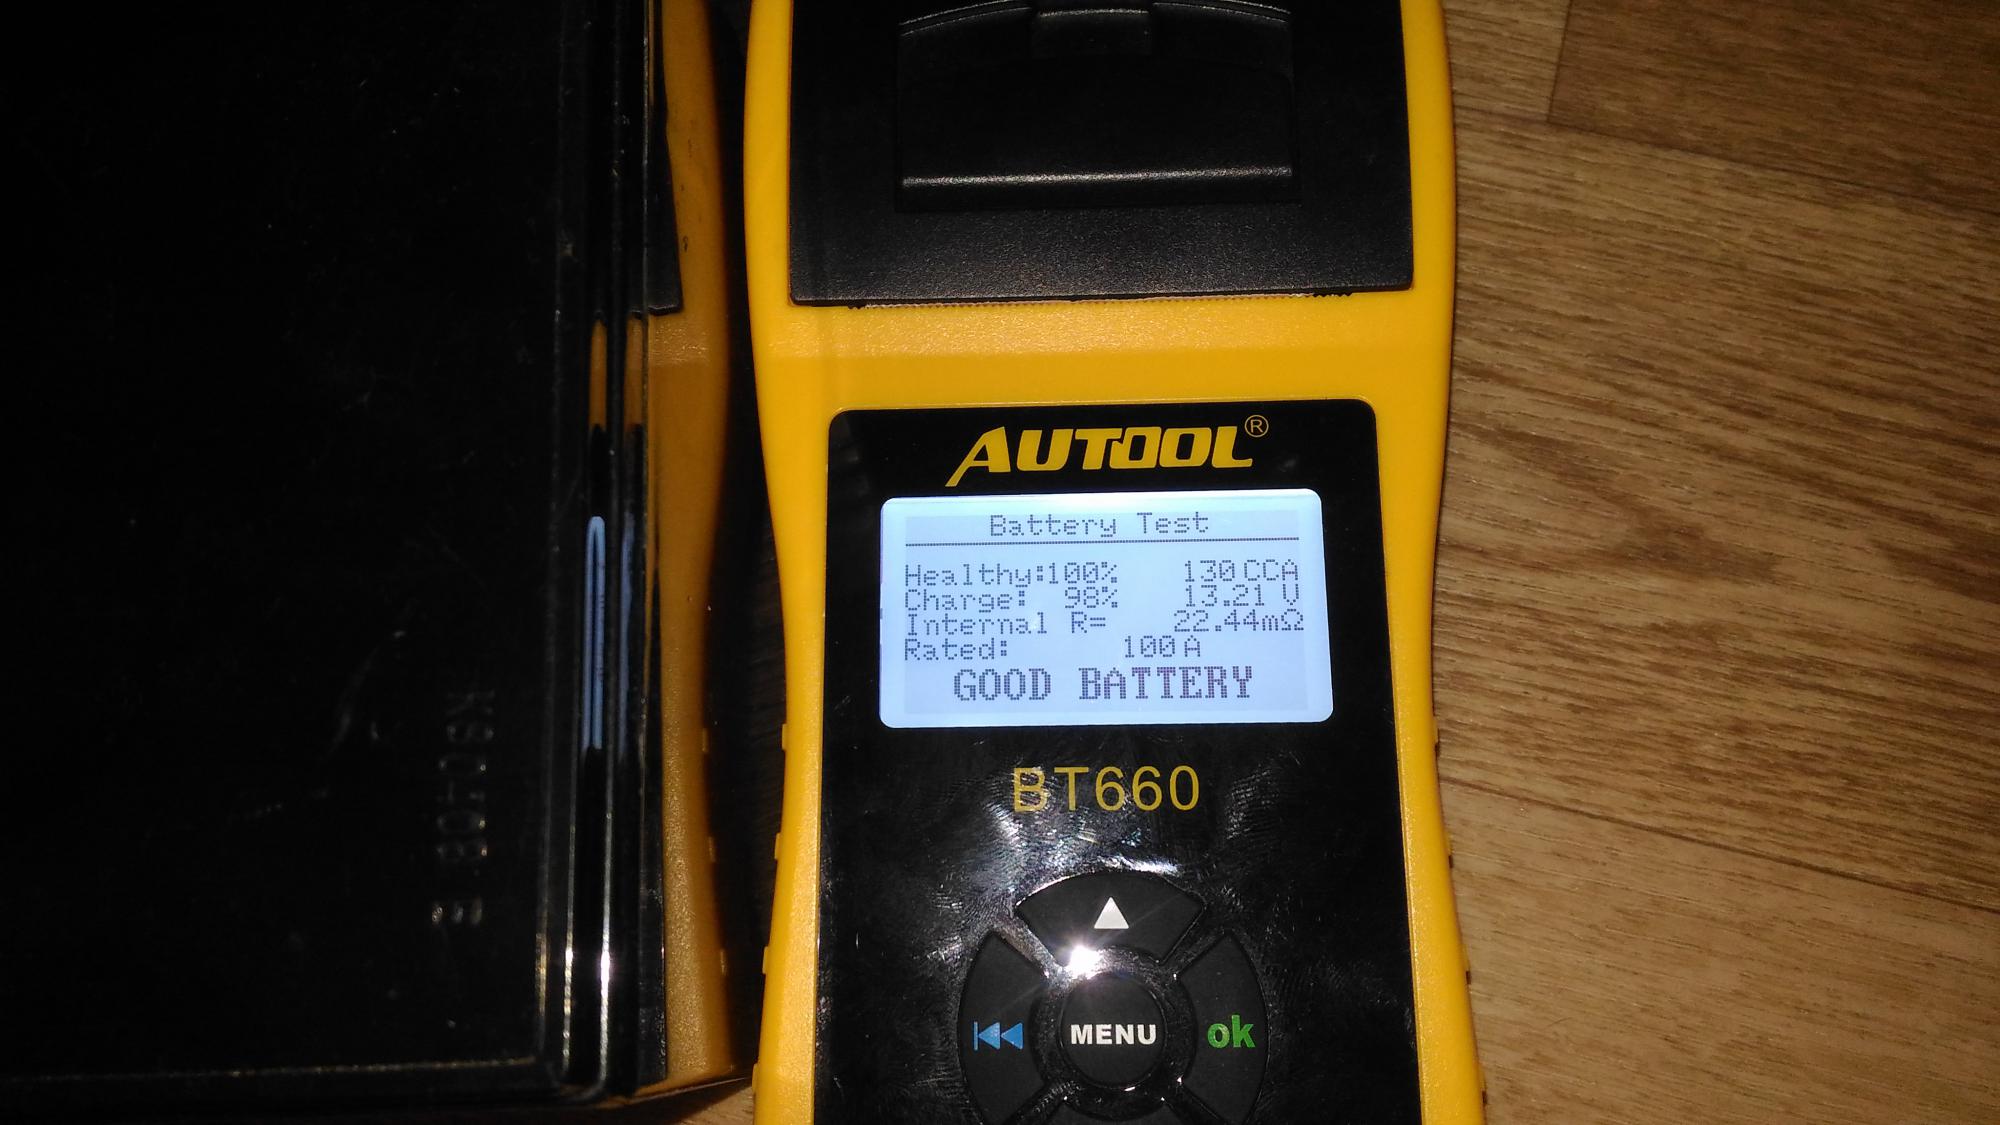 AUTOOL®
Battery Test
Healthy:100% 130CCA
Charge: 98% 13.21 V
Internal R= 22.44mΩ
Rated: 100A
GOOD BATTERY
BT660
MENU
ok